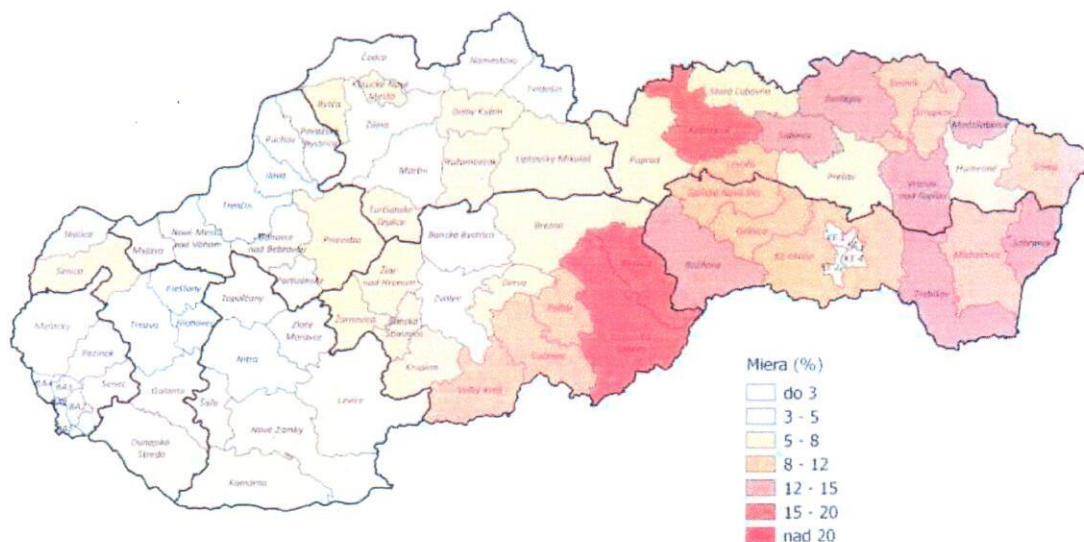 Čadca
Námestovo
Kysucké Nové
Mesto
Tvrdošín
Bytča
Žilina
Dolný Kubín
Stará Ľubovňa
Bardejov
Svidník
Stropkov
Medzilaborce
Kežmarok
Sabinov
Púchov
Považská
Bystrica
Ružomberok
Liptovský Mikuláš
Poprad
Levoča
Prešov
Humenné
Snina
Ilava
Martin
Vranov
nad Topľou
Trenčín
Turčianske
Teplice
Spišská Nová Ves
Gelnica
Skalica
Myjava
Nové Mesto
nad Váhom
Bánovce
nad Bebravou
Prievidza
Banská Bystrica
Brezno
Rožňava
Košice
Michalovce
Sobrance
Senica
Partizánske
Žiar
nad Hronom
Zvolen
Detva
Trebišov
Piešťany
Topoľčany
Žarnovica
Banská
Štiavnica
Poltár
Malacky
Trnava
Hlohovec
Zlaté
Moravce
Krupina
Lučenec
Pezinok
Nitra
Veľký Krtíš
Senec
Galanta
Šaľa
Levice
Nové Zámky
Dunajská
Streda
Komárno
Miera (%)
do 3
3 - 5
5 - 8
8 - 12
12 - 15
15 - 20
nad 20